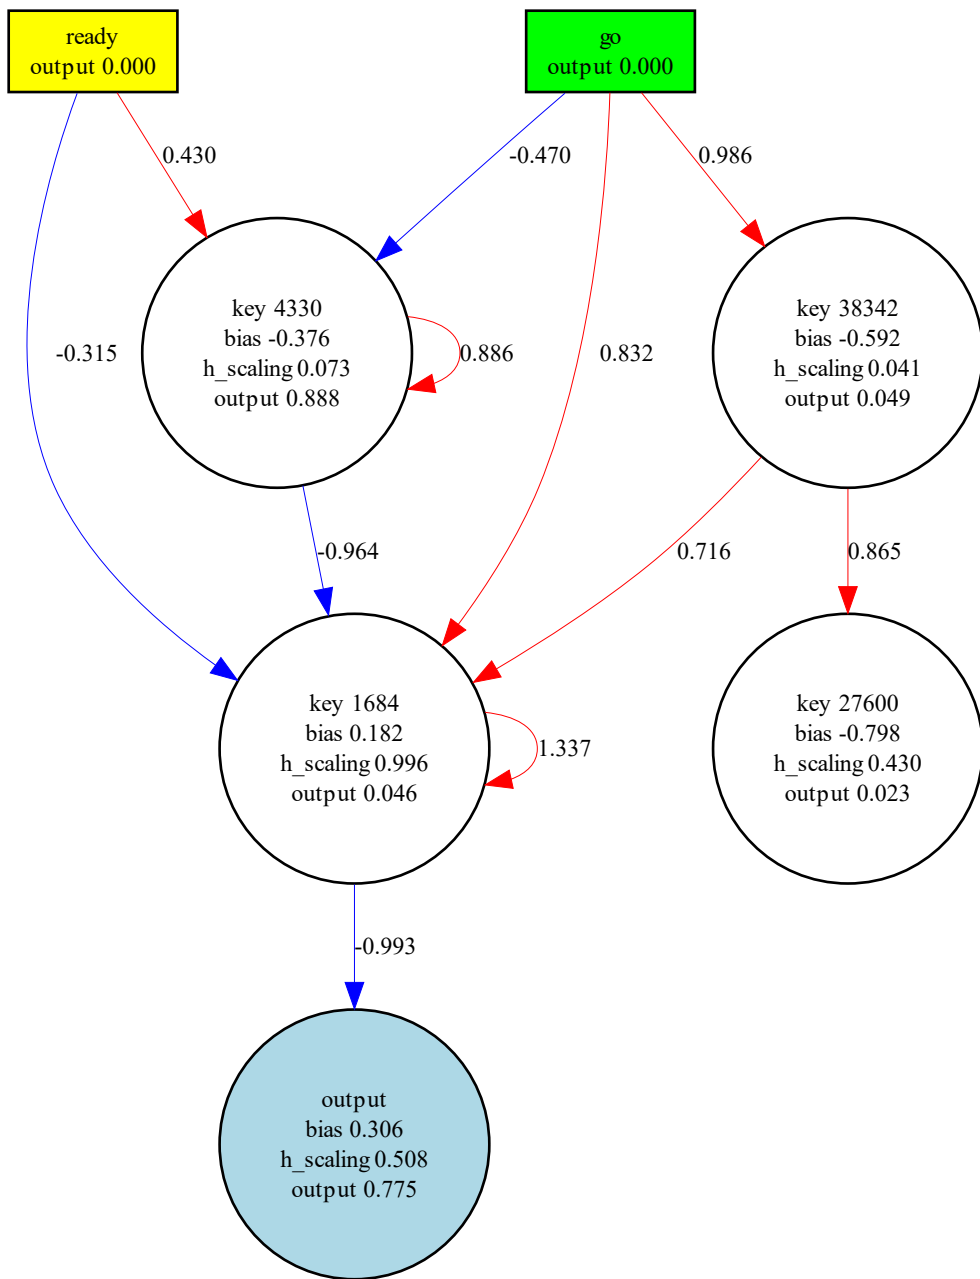 ready
output 0.000
go
output 0.000
0.430
-0.470
0.986
key 4330
bias -0.376
h_scaling 0.073
output 0.888
key 38342
bias -0.592
h_scaling 0.041
output 0.049
-0.315
0.886
0.832
-0.964
0.716
0.865
key 1684
bias 0.182
h_scaling 0.996
output 0.046
1.337
key 27600
bias -0.798
h_scaling 0.430
output 0.023
-0.993
output
bias 0.306
h_scaling 0.508
output 0.775